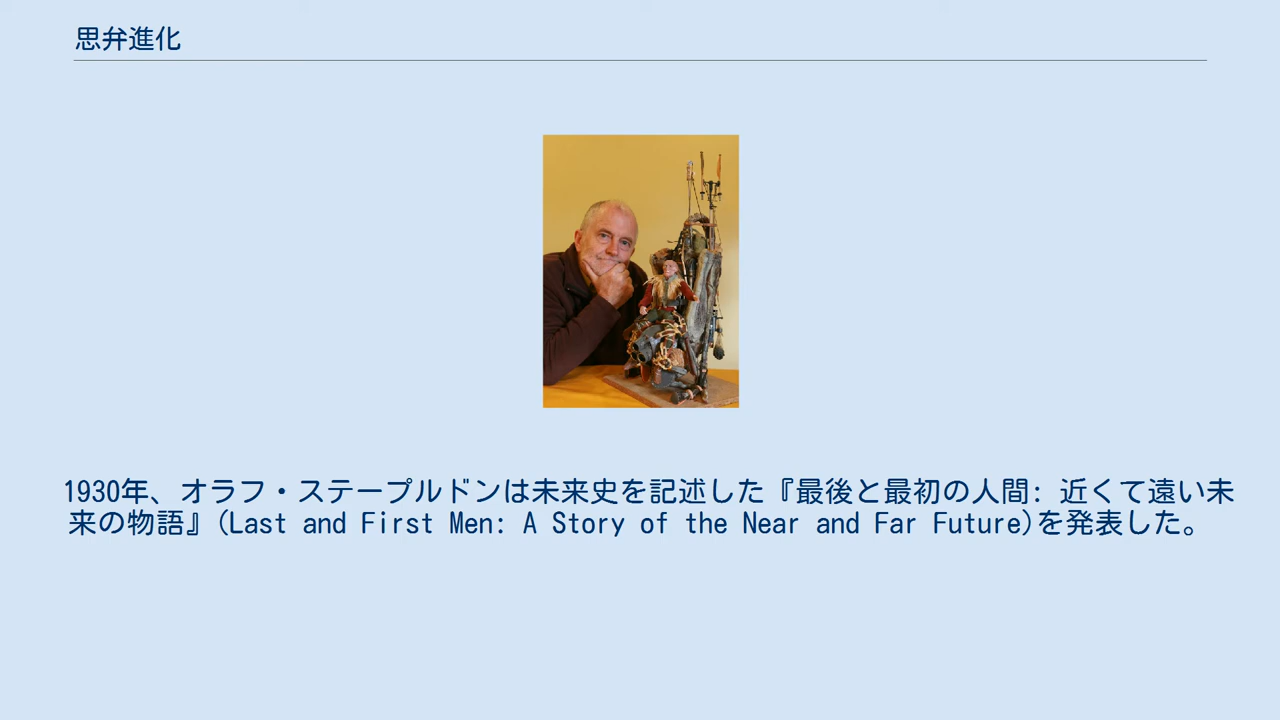 思弁進化
1930年、オラフ・ステープルドンは未来史を記述した『最後と最初の人間: 近くて遠い未
来の物語』(Last and First Men: A Story of the Near and Far Future)を発表した。